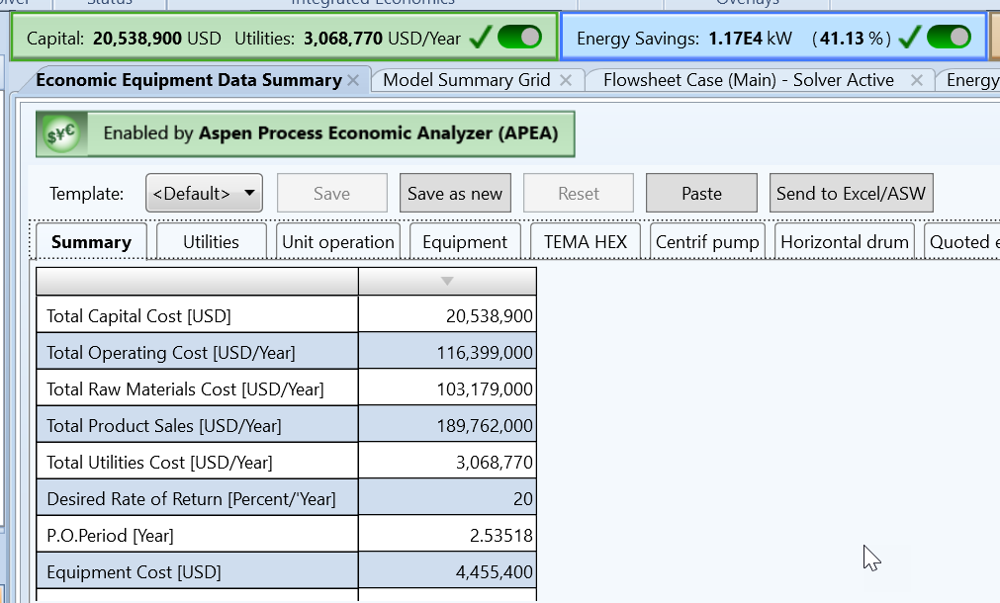 Status Integrated Economics Overlays
Capital: 20,538,900 USD Utilities: 3,068,770 USD/Year Energy Savings: 1.17E4 kW (41.13 %)
Economic Equipment Data Summary Model Summary Grid Flowsheet Case (Main) - Solver Active Energy
$¥€ Enabled by Aspen Process Economic Analyzer (APEA)
Template: <Default> Save Save as new Reset Paste Send to Excel/ASW
Summary Utilities Unit operation Equipment TEMA HEX Centrif pump Horizontal drum Quoted e
Total Capital Cost [USD] 20,538,900
Total Operating Cost [USD/Year] 116,399,000
Total Raw Materials Cost [USD/Year] 103,179,000
Total Product Sales [USD/Year] 189,762,000
Total Utilities Cost [USD/Year] 3,068,770
Desired Rate of Return [Percent/'Year] 20
P.O.Period [Year] 2.53518
Equipment Cost [USD] 4,455,400